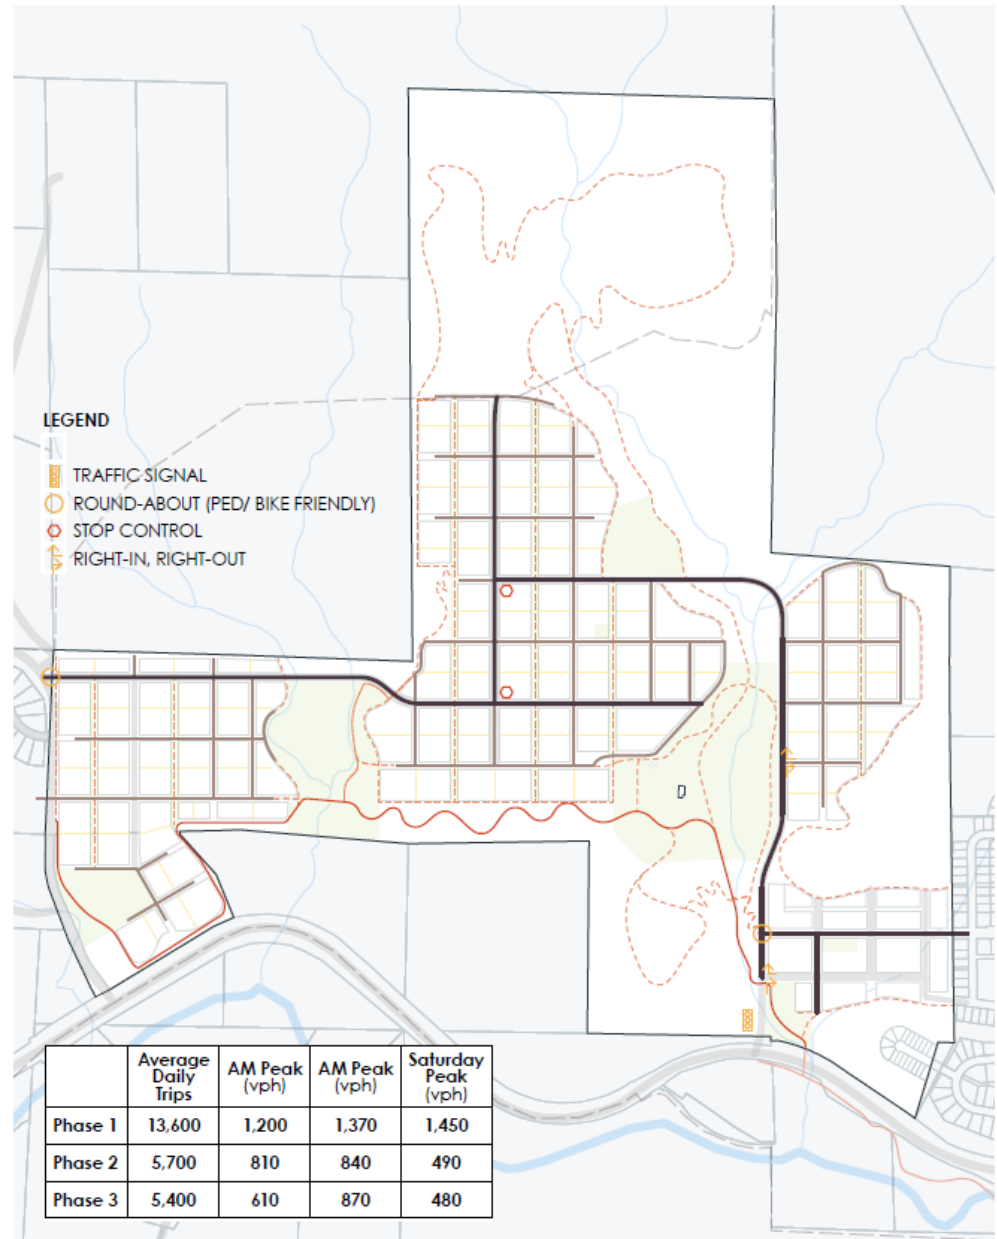 LEGEND
TRAFFIC SIGNAL
ROUND-ABOUT (PED/ BIKE FRIENDLY)
STOP CONTROL
RIGHT-IN, RIGHT-OUT
Average Daily Trips AM Peak (vph) AM Peak (vph) Saturday Peak (vph)
Phase 1 13,600 1,200 1,370 1,450
Phase 2 5,700 810 840 490
Phase 3 5,400 610 870 480